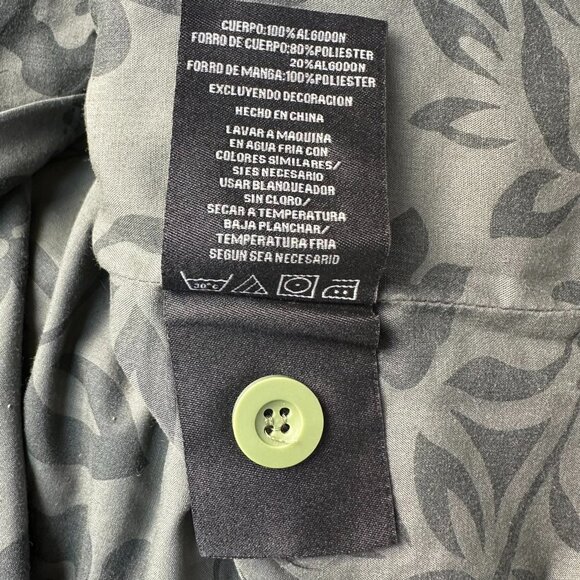 CUERPO:100%ALGODON
FORRO DE CUERPO:80%POLIESTER
20%ALGODON
FORRO DE MANGA:100%POLIESTER
EXCLUYENDO DECORACION
HECHO EN CHINA
LAVAR A MAQUINA
EN AGUA FRIA CON
COLORES SIMILARES/
SI ES NECESARIO
USAR BLANQUEADOR
SIN CLORO/
SECAR A TEMPERATURA
BAJA PLANCHAR/
TEMPERATURA FRIA
SEGUN SEA NECESARIO
30°C